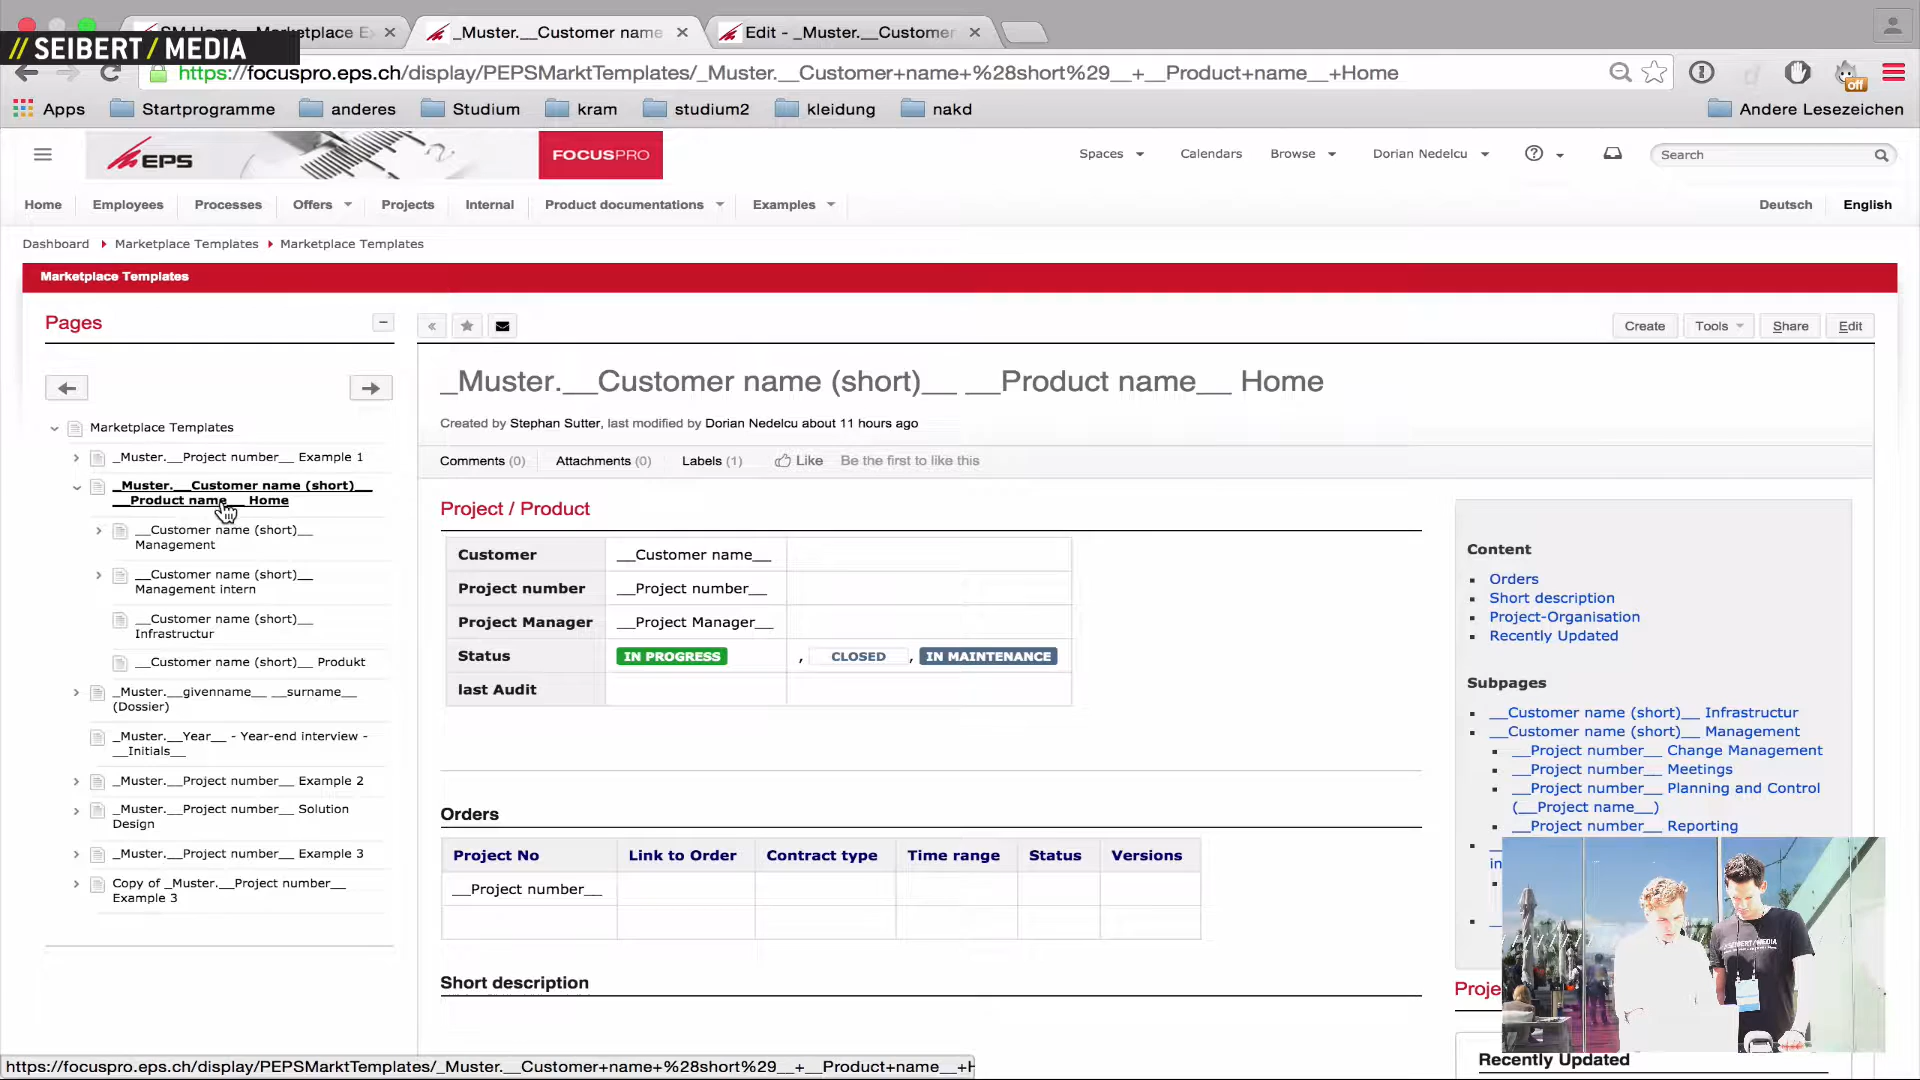 // SEIBERT / MEDIA
Marketplace E
_Muster.__Customer name
Edit - _Muster.__Customer
https://focuspro.eps.ch/display/PEPSMarktTemplates/_Muster.__Customer+name+%28short%29__+__Product+name__+Home
off
Apps
Startprogramme
anderes
Studium
kram
studium2
kleidung
nakd
Andere Lesezeichen
EPS
FOCUSPRO
Spaces
Calendars
Browse
Dorian Nedelcu
Search
Home
Employees
Processes
Offers
Projects
Internal
Product documentations
Examples
Deutsch
English
Dashboard
Marketplace Templates
Marketplace Templates
Marketplace Templates
Pages
Marketplace Templates
_Muster.__Project number__ Example 1
_Muster.__Customer name (short)__
__Product name__ Home
__Customer name (short)__
Management
__Customer name (short)__
Management intern
__Customer name (short)__
Infrastructur
__Customer name (short)__ Produkt
_Muster.__givenname__ __surname__
(Dossier)
_Muster.__Year__ - Year-end interview -
__Initials__
_Muster.__Project number__ Example 2
_Muster.__Project number__ Solution
Design
_Muster.__Project number__ Example 3
Copy of _Muster.__Project number__
Example 3
Create
Tools
Share
Edit
_Muster.__Customer name (short)__ __Product name__ Home
Created by Stephan Sutter, last modified by Dorian Nedelcu about 11 hours ago
Comments (0)
Attachments (0)
Labels (1)
Like
Be the first to like this
Project / Product
Customer __Customer name__
Project number __Project number__
Project Manager __Project Manager__
Status IN PROGRESS , CLOSED , IN MAINTENANCE
last Audit
Orders
Project No Link to Order Contract type Time range Status Versions
__Project number__
Short description
Content
Orders
Short description
Project-Organisation
Recently Updated
Subpages
__Customer name (short)__ Infrastructur
__Customer name (short)__ Management
__Project number__ Change Management
__Project number__ Meetings
__Project number__ Planning and Control
(__Project name__)
__Project number__ Reporting
in
Proje
SEIBERT/MEDIA
Recently Updated
https://focuspro.eps.ch/display/PEPSMarktTemplates/_Muster.__Customer+name+%28short%29__+__Product+name__+H